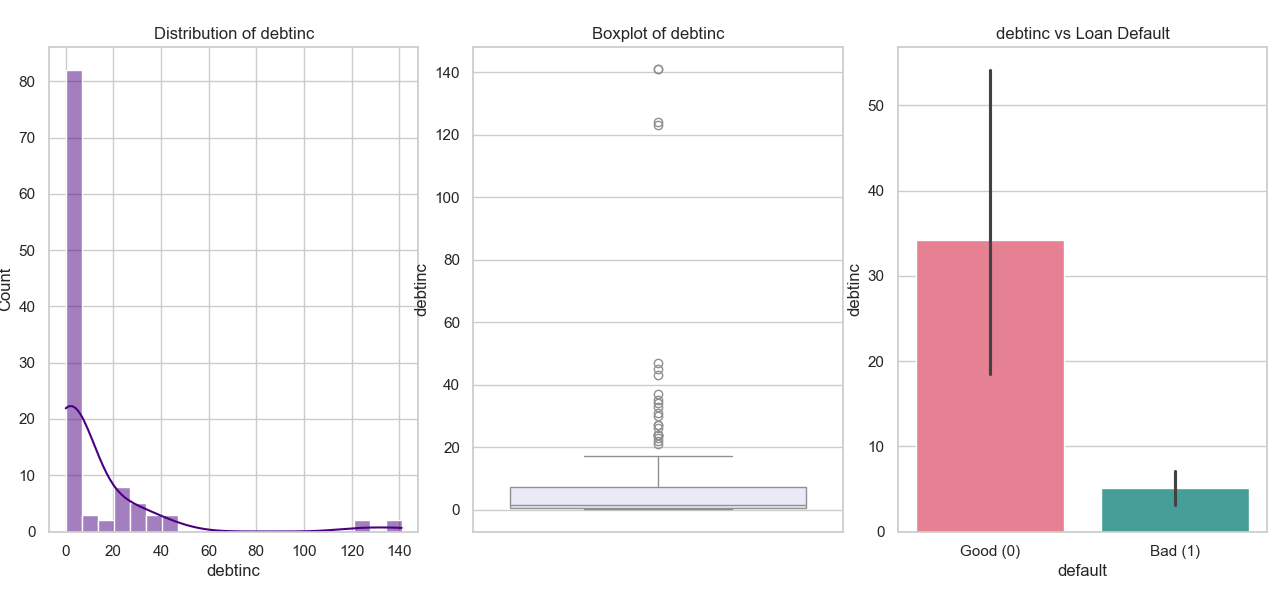 Distribution of debtinc
Count
80
70
60
50
40
30
20
10
0
0 20 40 60 80 100 120 140
debtinc
Boxplot of debtinc
debtinc
140
120
100
80
60
40
20
0
debtinc vs Loan Default
debtinc
50
40
30
20
10
0
Good (0) Bad (1)
default